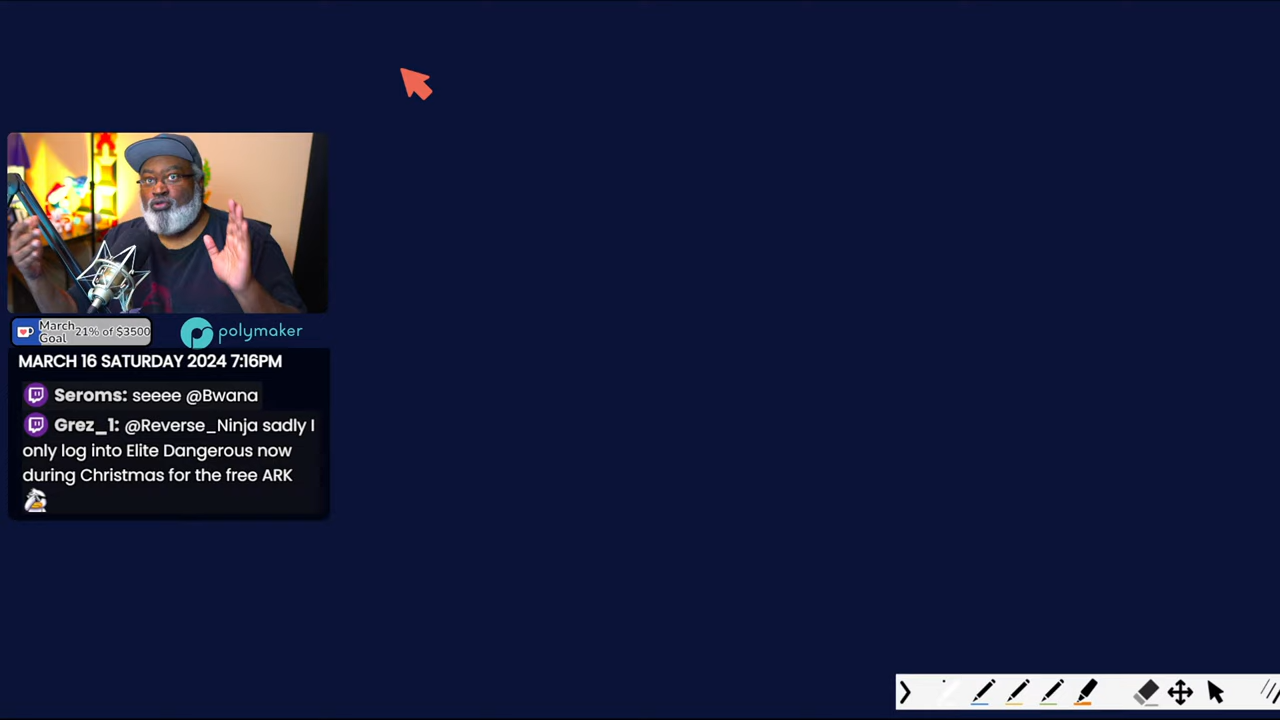 March
Goal
21% of $3500
polymaker
MARCH 16 SATURDAY 2024 7:16PM
Seroms: seeee @Bwana
Grez_1: @Reverse_Ninja sadly I
only log into Elite Dangerous now
during Christmas for the free ARK